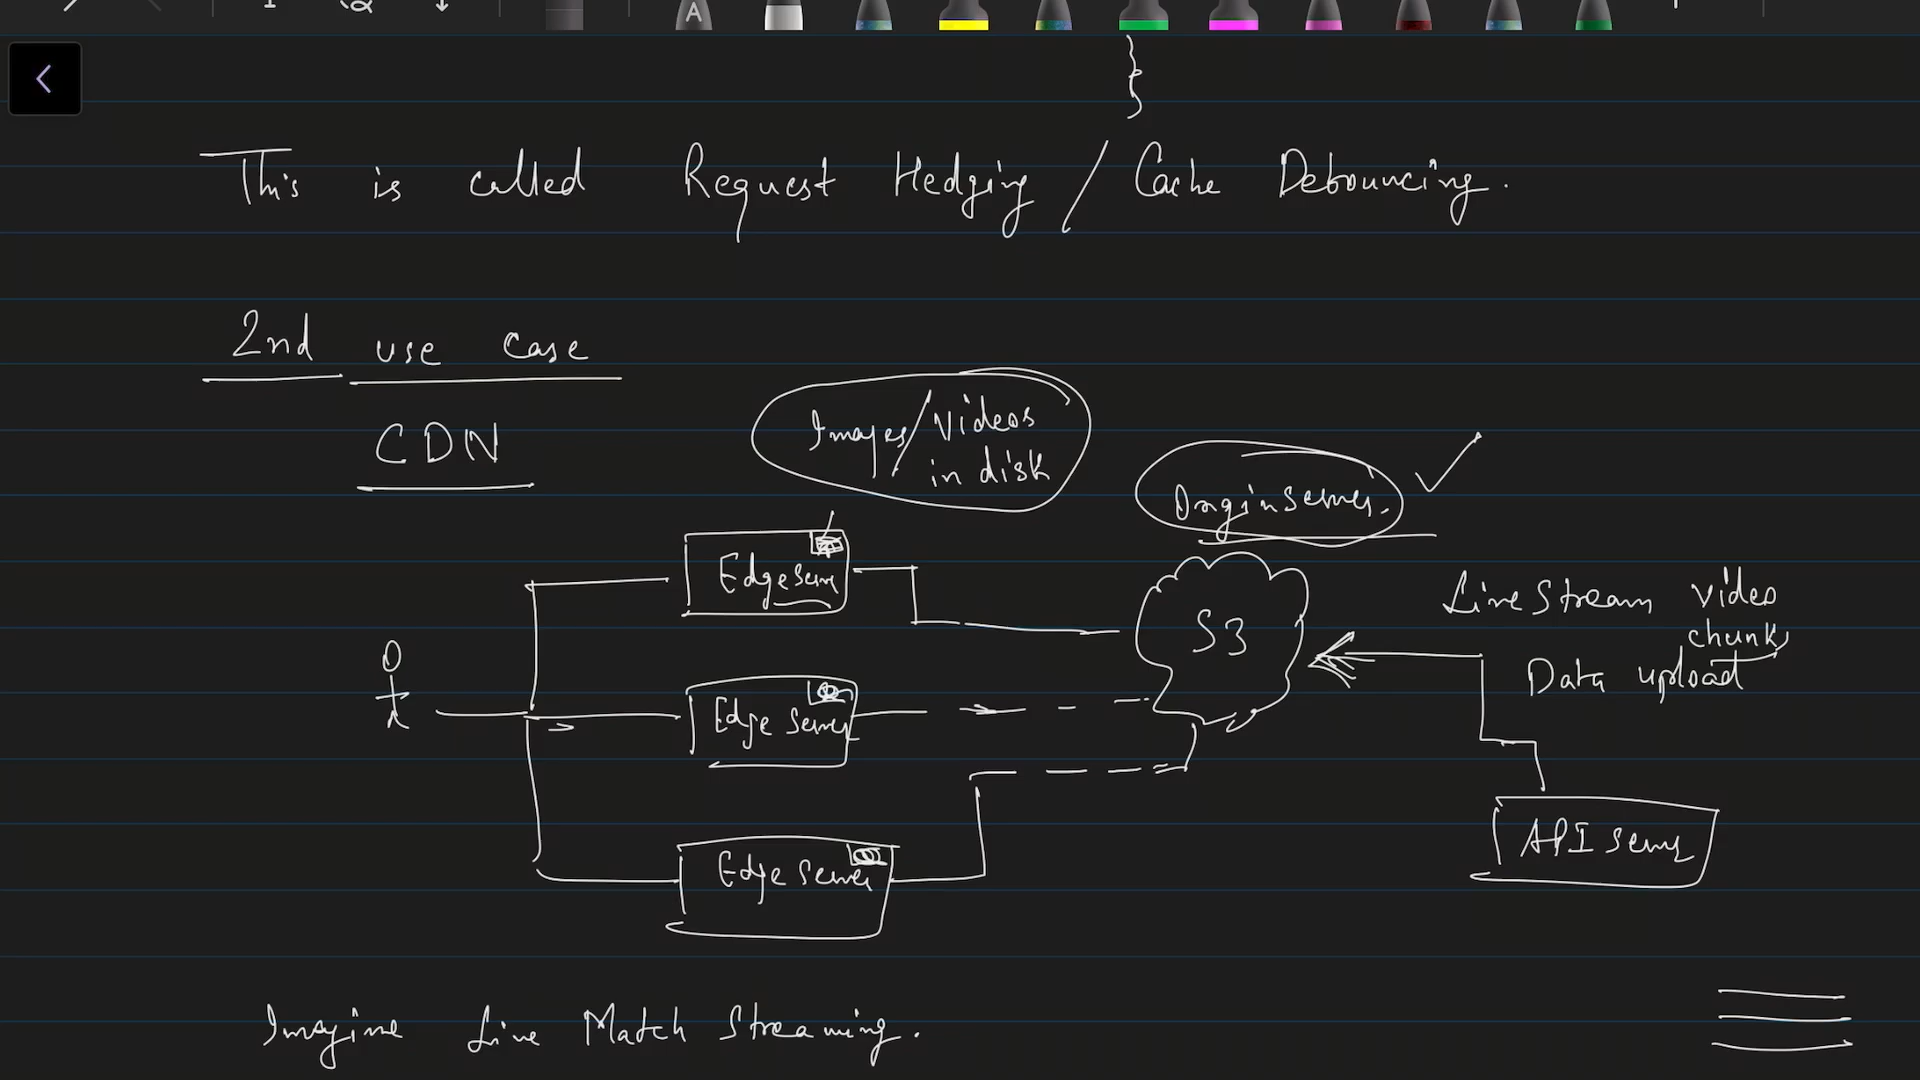 This is called Request Hedging / Cache Debouncing.
2nd use case
CDN
Images/Videos
in disk
Origin Server.
Edge Serve
S3
Live Stream video
chunk
Data upload
Edge Server
API Server
Edge Server
Imagine Live Match Streaming.